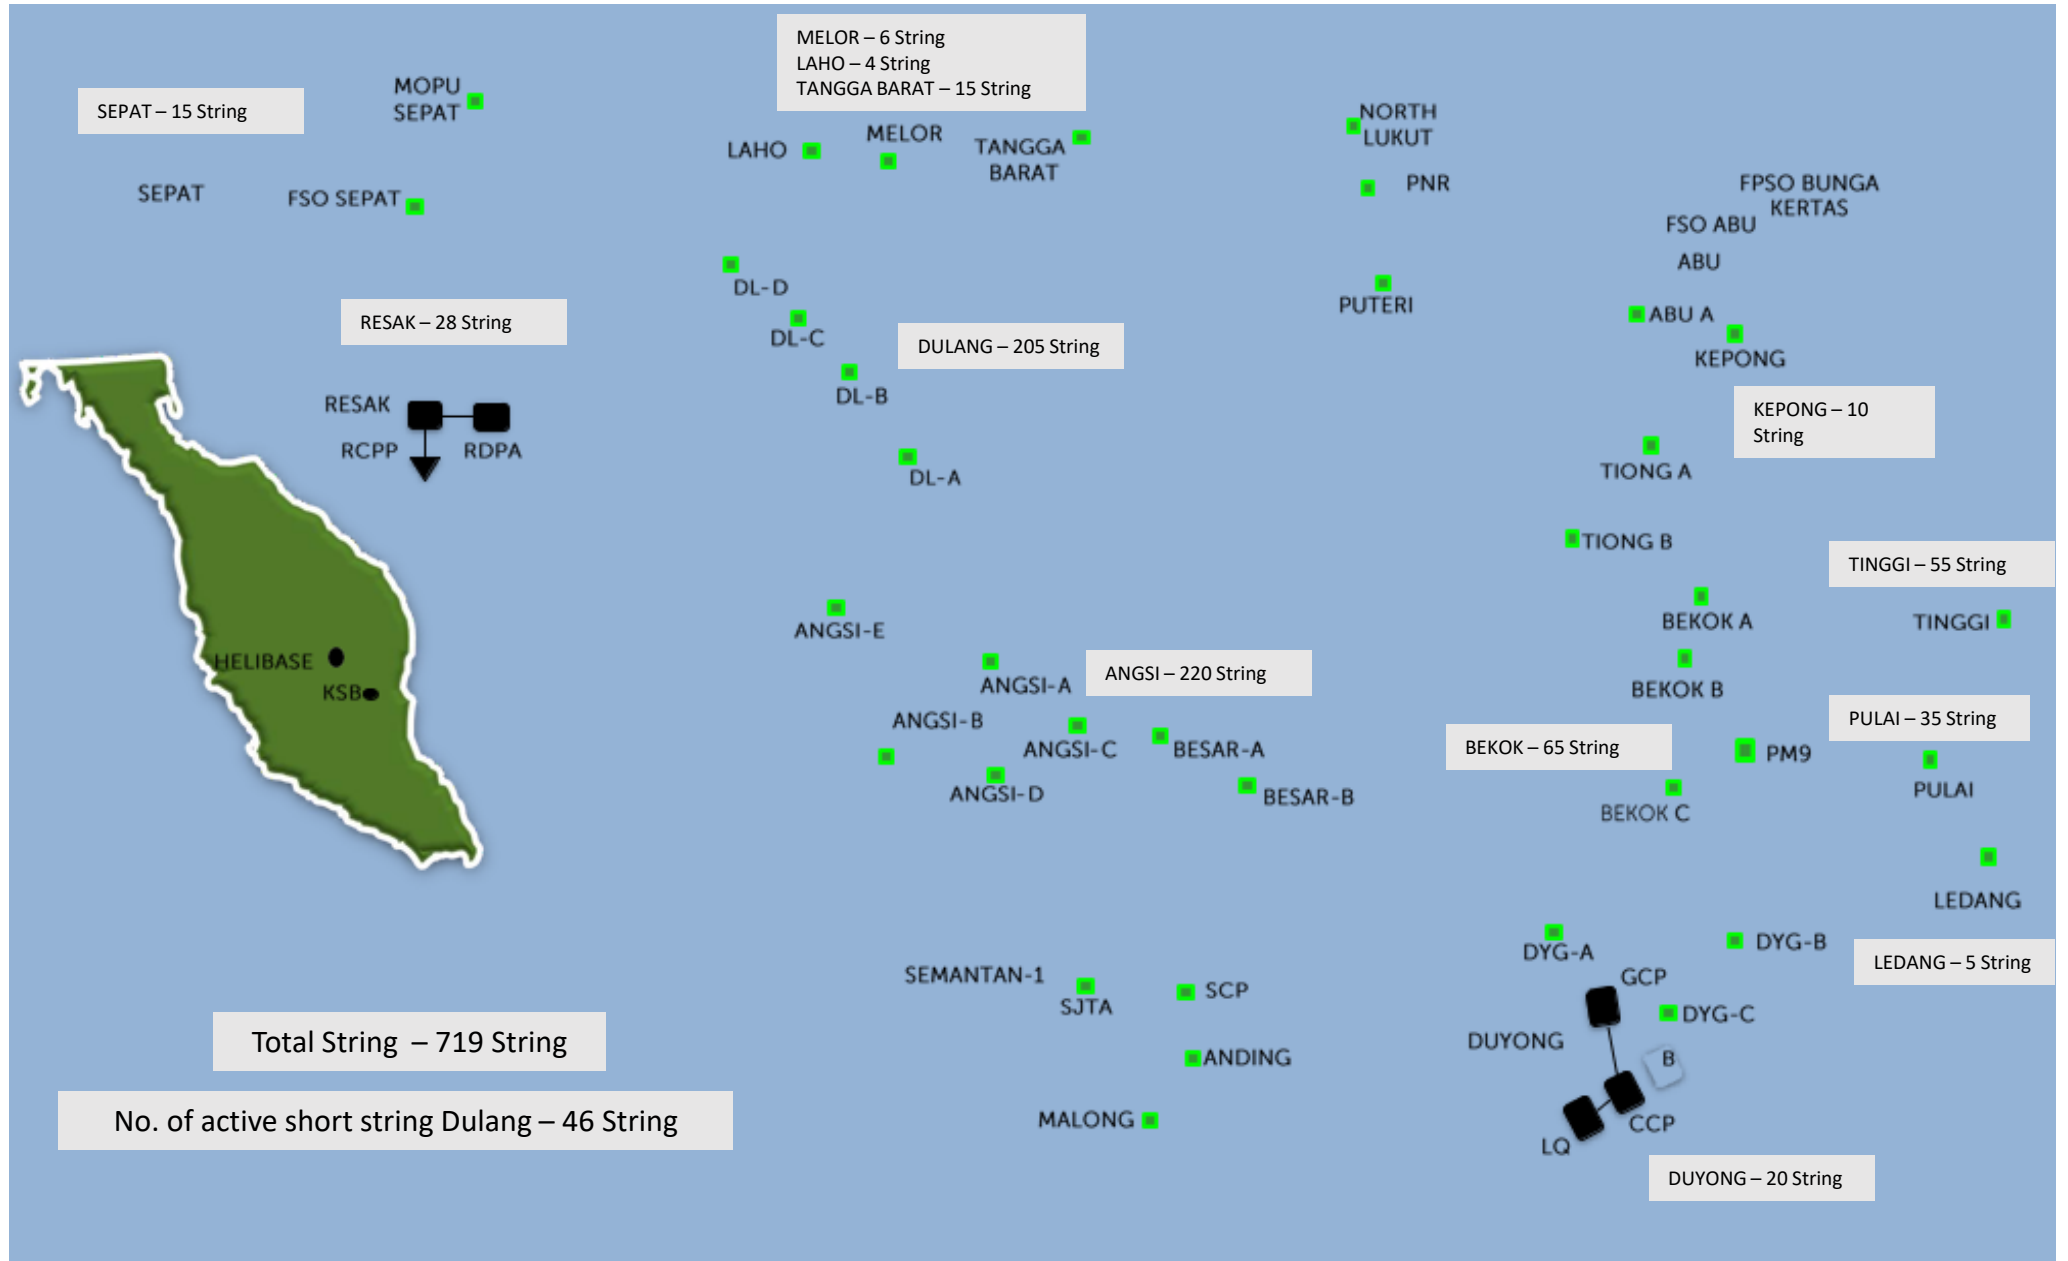 MELOR – 6 String
LAHO – 4 String
TANGGA BARAT – 15 String
SEPAT – 15 String
MOPU
SEPAT
NORTH
LUKUT
LAHO
MELOR
TANGGA
BARAT
SEPAT
FSO SEPAT
PNR
FPSO BUNGA
KERTAS
FSO ABU
ABU
DL-D
PUTERI
ABU A
RESAK – 28 String
DL-C
DULANG – 205 String
KEPONG
DL-B
RESAK
RCPP
RDPA
KEPONG – 10
String
DL-A
TIONG A
TIONG B
TINGGI – 55 String
ANGSI-E
BEKOK A
TINGGI
HELIBASE
KSB
ANGSI-A
ANGSI – 220 String
BEKOK B
ANGSI-B
ANGSI-C
BESAR-A
BEKOK – 65 String
PM9
PULAI – 35 String
ANGSI-D
BESAR-B
BEKOK C
PULAI
LEDANG
DYG-A
DYG-B
LEDANG – 5 String
SEMANTAN-1
SJTA
SCP
GCP
DYG-C
Total String – 719 String
DUYONG
ANDING
B
No. of active short string Dulang – 46 String
MALONG
CCP
LQ
DUYONG – 20 String